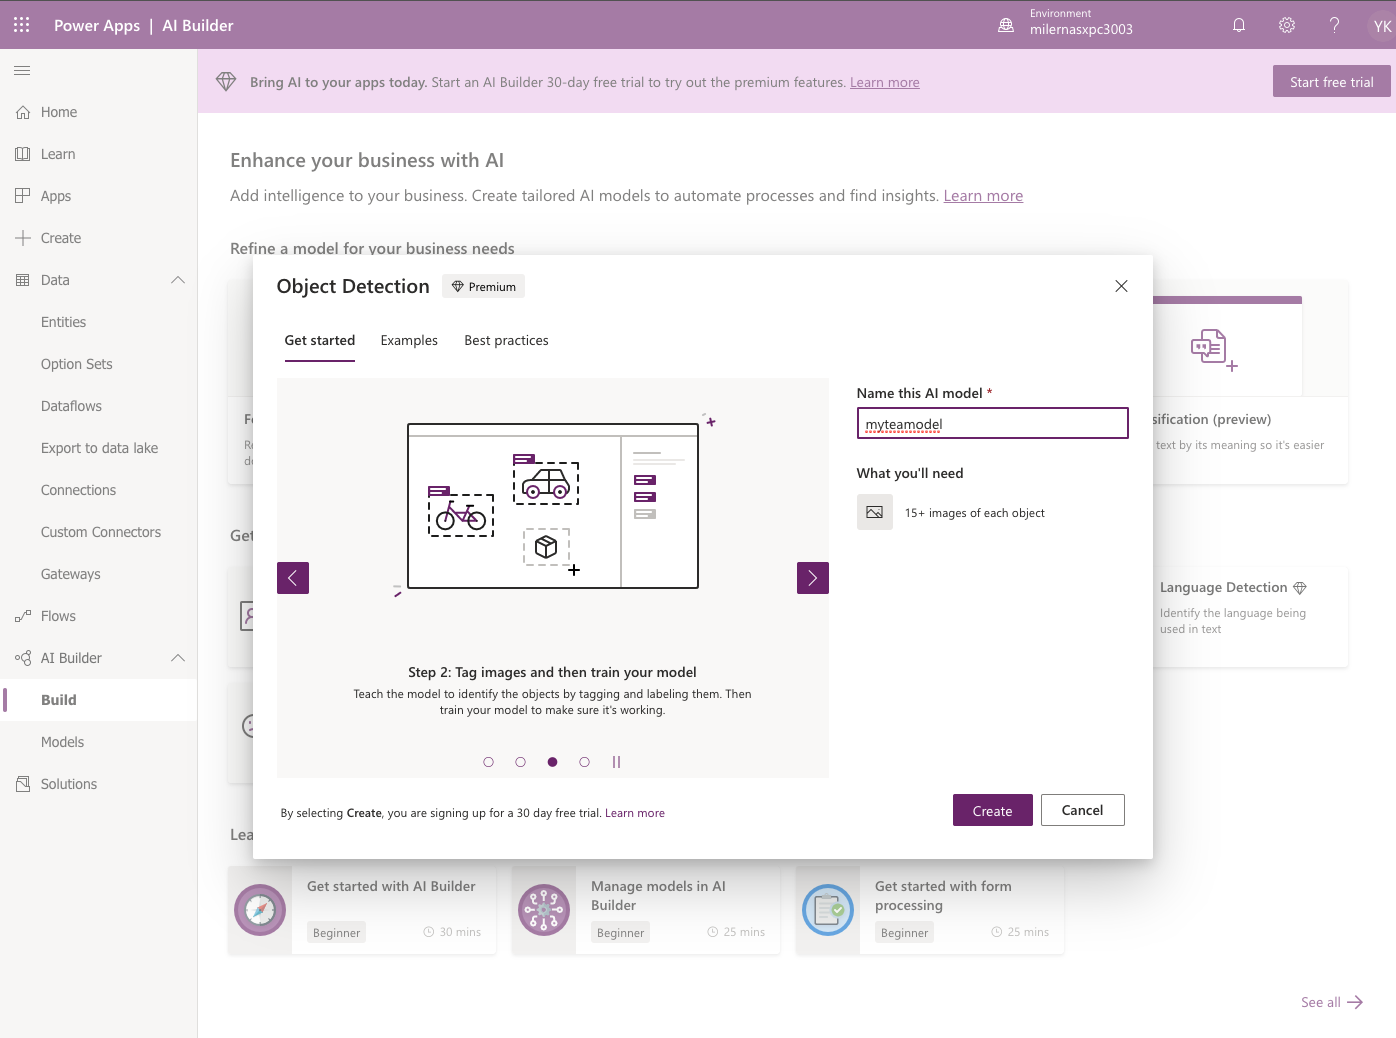 Power Apps | AI Builder
Environment
milernasxpc3003
YK
Bring AI to your apps today. Start an AI Builder 30-day free trial to try out the premium features. Learn more
Start free trial
Home
Learn
Apps
Create
Data
Entities
Option Sets
Dataflows
Export to data lake
Connections
Custom Connectors
Gateways
Flows
AI Builder
Build
Models
Solutions
Enhance your business with AI
Add intelligence to your business. Create tailored AI models to automate processes and find insights. Learn more
Refine a model for your business needs
Object Detection
Premium
Get started
Examples
Best practices
Step 2: Tag images and then train your model
Teach the model to identify the objects by tagging and labeling them. Then
train your model to make sure it's working.
Name this AI model *
myteamodel
What you'll need
15+ images of each object
By selecting Create, you are signing up for a 30 day free trial. Learn more
Create
Cancel
sification (preview)
text by its meaning so it's easier
Language Detection
Identify the language being
used in text
Get started with AI Builder
Beginner
30 mins
Manage models in AI
Builder
Beginner
25 mins
Get started with form
processing
Beginner
25 mins
See all